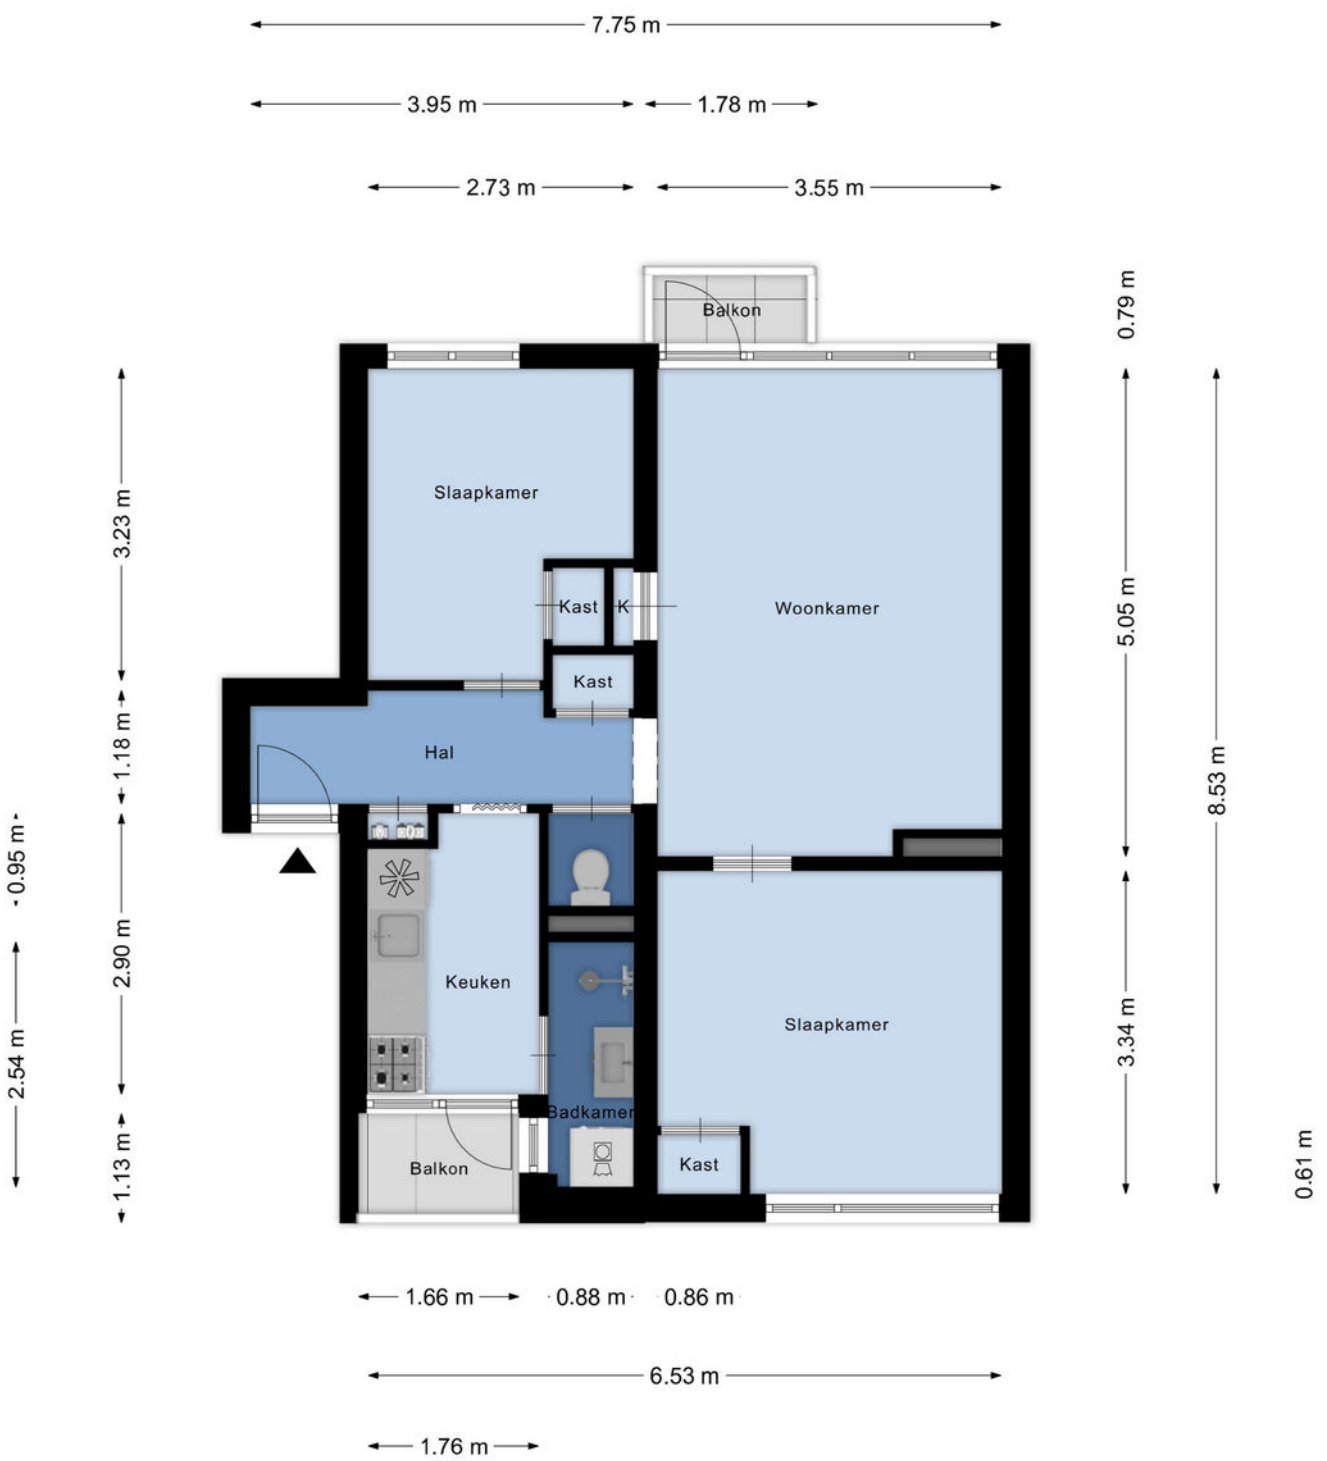 7.75 m
3.95 m
1.78 m
2.73 m
3.55 m
0.79 m
Balkon
3.23 m
Slaapkamer
Kast
K
Woonkamer
5.05 m
Kast
1.18 m
Hal
8.53 m
0.95 m
2.90 m
Keuken
2.54 m
Slaapkamer
3.34 m
Badkamer
1.13 m
Balkon
Kast
0.61 m
1.66 m
0.88 m
0.86 m
6.53 m
1.76 m